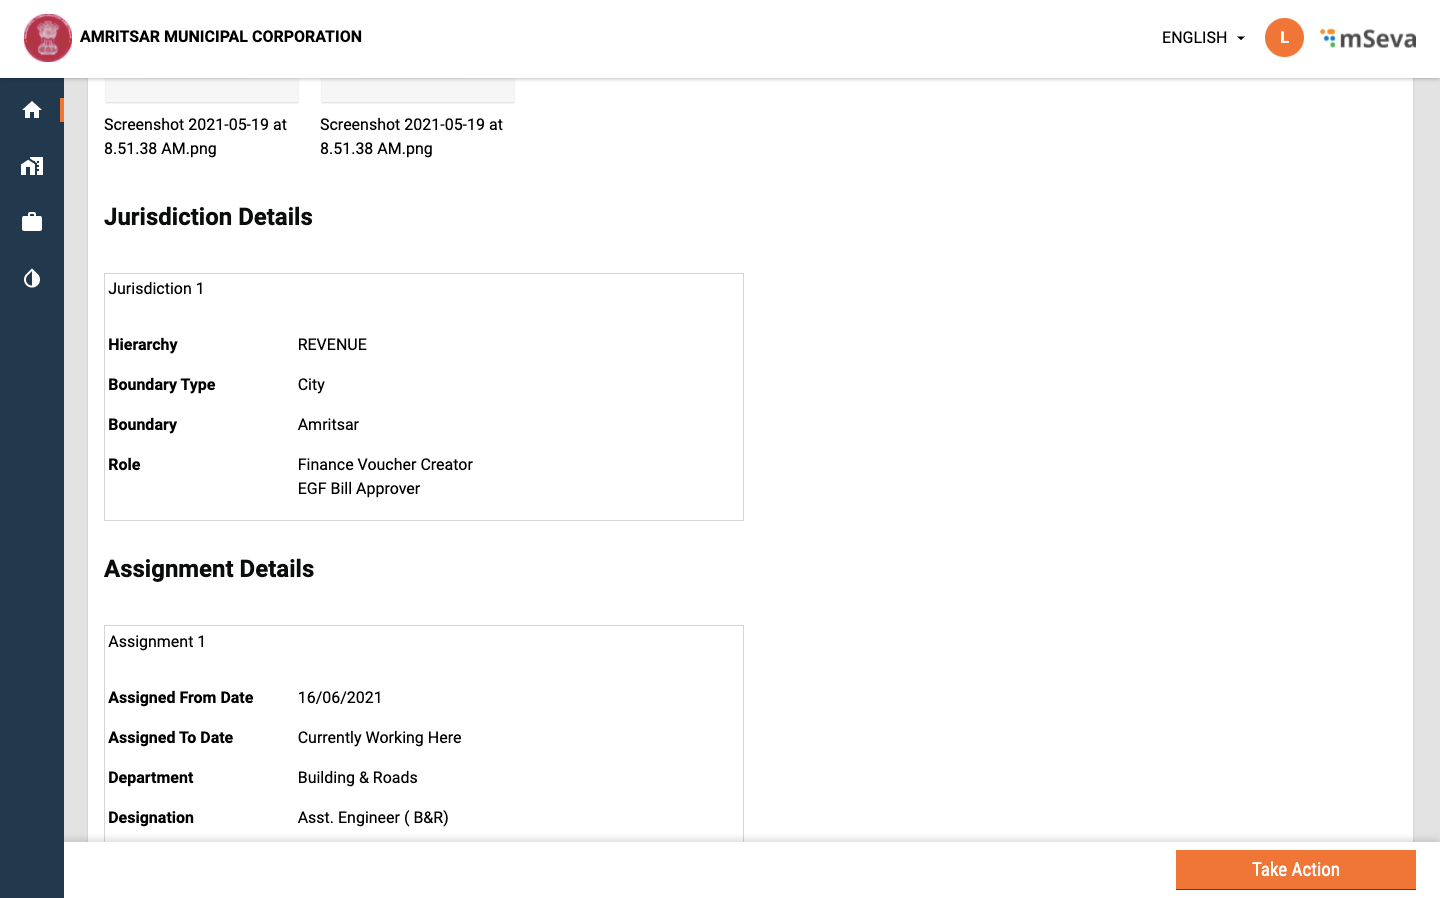 AMRITSAR MUNICIPAL CORPORATION
ENGLISH
L
mSeva
Screenshot 2021-05-19 at
8.51.38 AM.png
Screenshot 2021-05-19 at
8.51.38 AM.png
Jurisdiction Details
Jurisdiction 1
Hierarchy REVENUE
Boundary Type City
Boundary Amritsar
Role Finance Voucher Creator
EGF Bill Approver
Assignment Details
Assignment 1
Assigned From Date 16/06/2021
Assigned To Date Currently Working Here
Department Building & Roads
Designation Asst. Engineer ( B&R)
Take Action